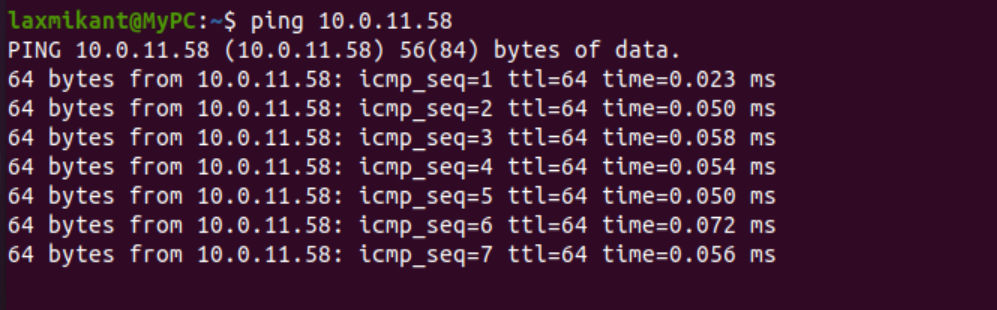 laxmikant@MyPC:~$ ping 10.0.11.58
PING 10.0.11.58 (10.0.11.58) 56(84) bytes of data.
64 bytes from 10.0.11.58: icmp_seq=1 ttl=64 time=0.023 ms
64 bytes from 10.0.11.58: icmp_seq=2 ttl=64 time=0.050 ms
64 bytes from 10.0.11.58: icmp_seq=3 ttl=64 time=0.058 ms
64 bytes from 10.0.11.58: icmp_seq=4 ttl=64 time=0.054 ms
64 bytes from 10.0.11.58: icmp_seq=5 ttl=64 time=0.050 ms
64 bytes from 10.0.11.58: icmp_seq=6 ttl=64 time=0.072 ms
64 bytes from 10.0.11.58: icmp_seq=7 ttl=64 time=0.056 ms